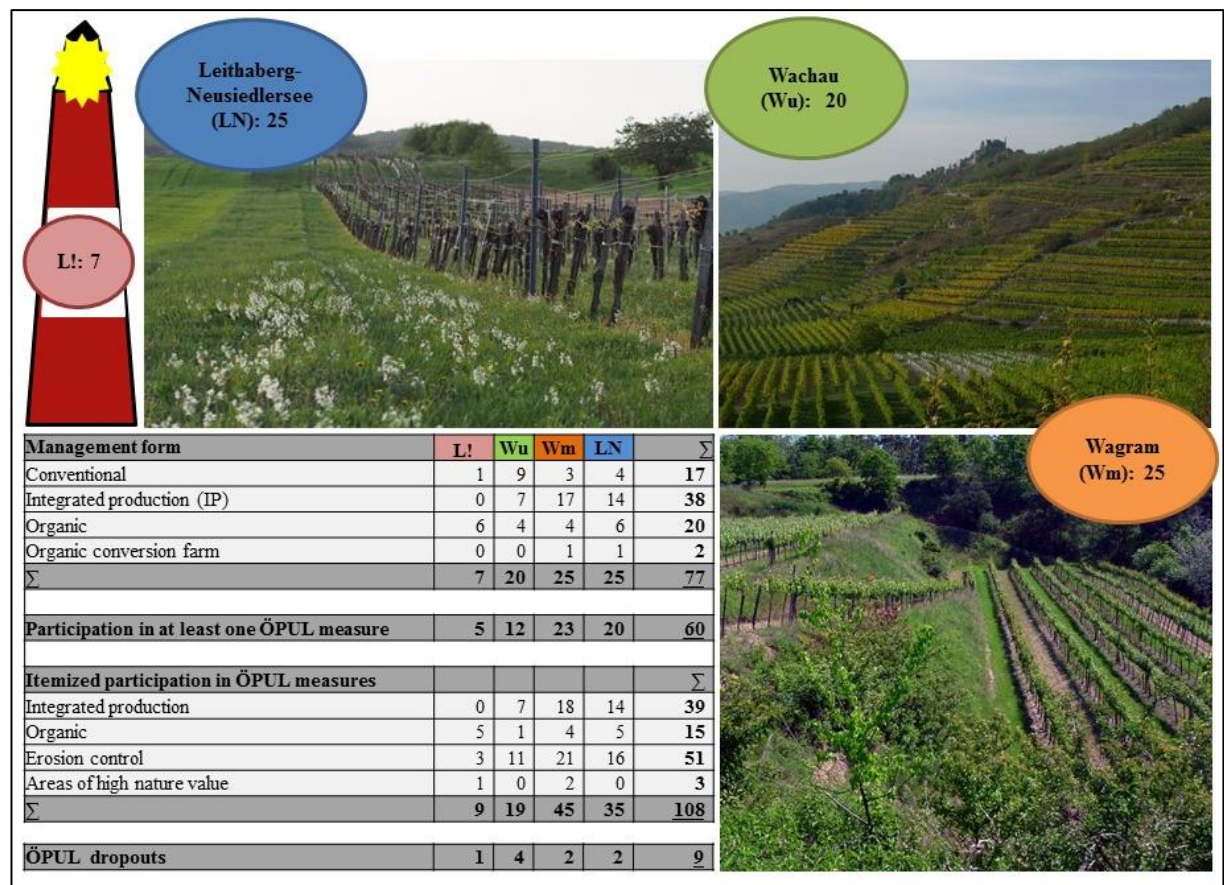 Leithaberg-
Neusiedlersee
(LN): 25
Wachau
(Wu): 20
L!: 7
Wagram
(Wm): 25
Management form L! Wu Wm LN ∑
Conventional 1 9 3 4 17
Integrated production (IP) 0 7 17 14 38
Organic 6 4 4 6 20
Organic conversion farm 0 0 1 1 2
∑ 7 20 25 25 77
Participation in at least one ÖPUL measure 5 12 23 20 60
Itemized participation in ÖPUL measures ∑
Integrated production 0 7 18 14 39
Organic 5 1 4 5 15
Erosion control 3 11 21 16 51
Areas of high nature value 1 0 2 0 3
∑ 9 19 45 35 108
ÖPUL dropouts 1 4 2 2 9